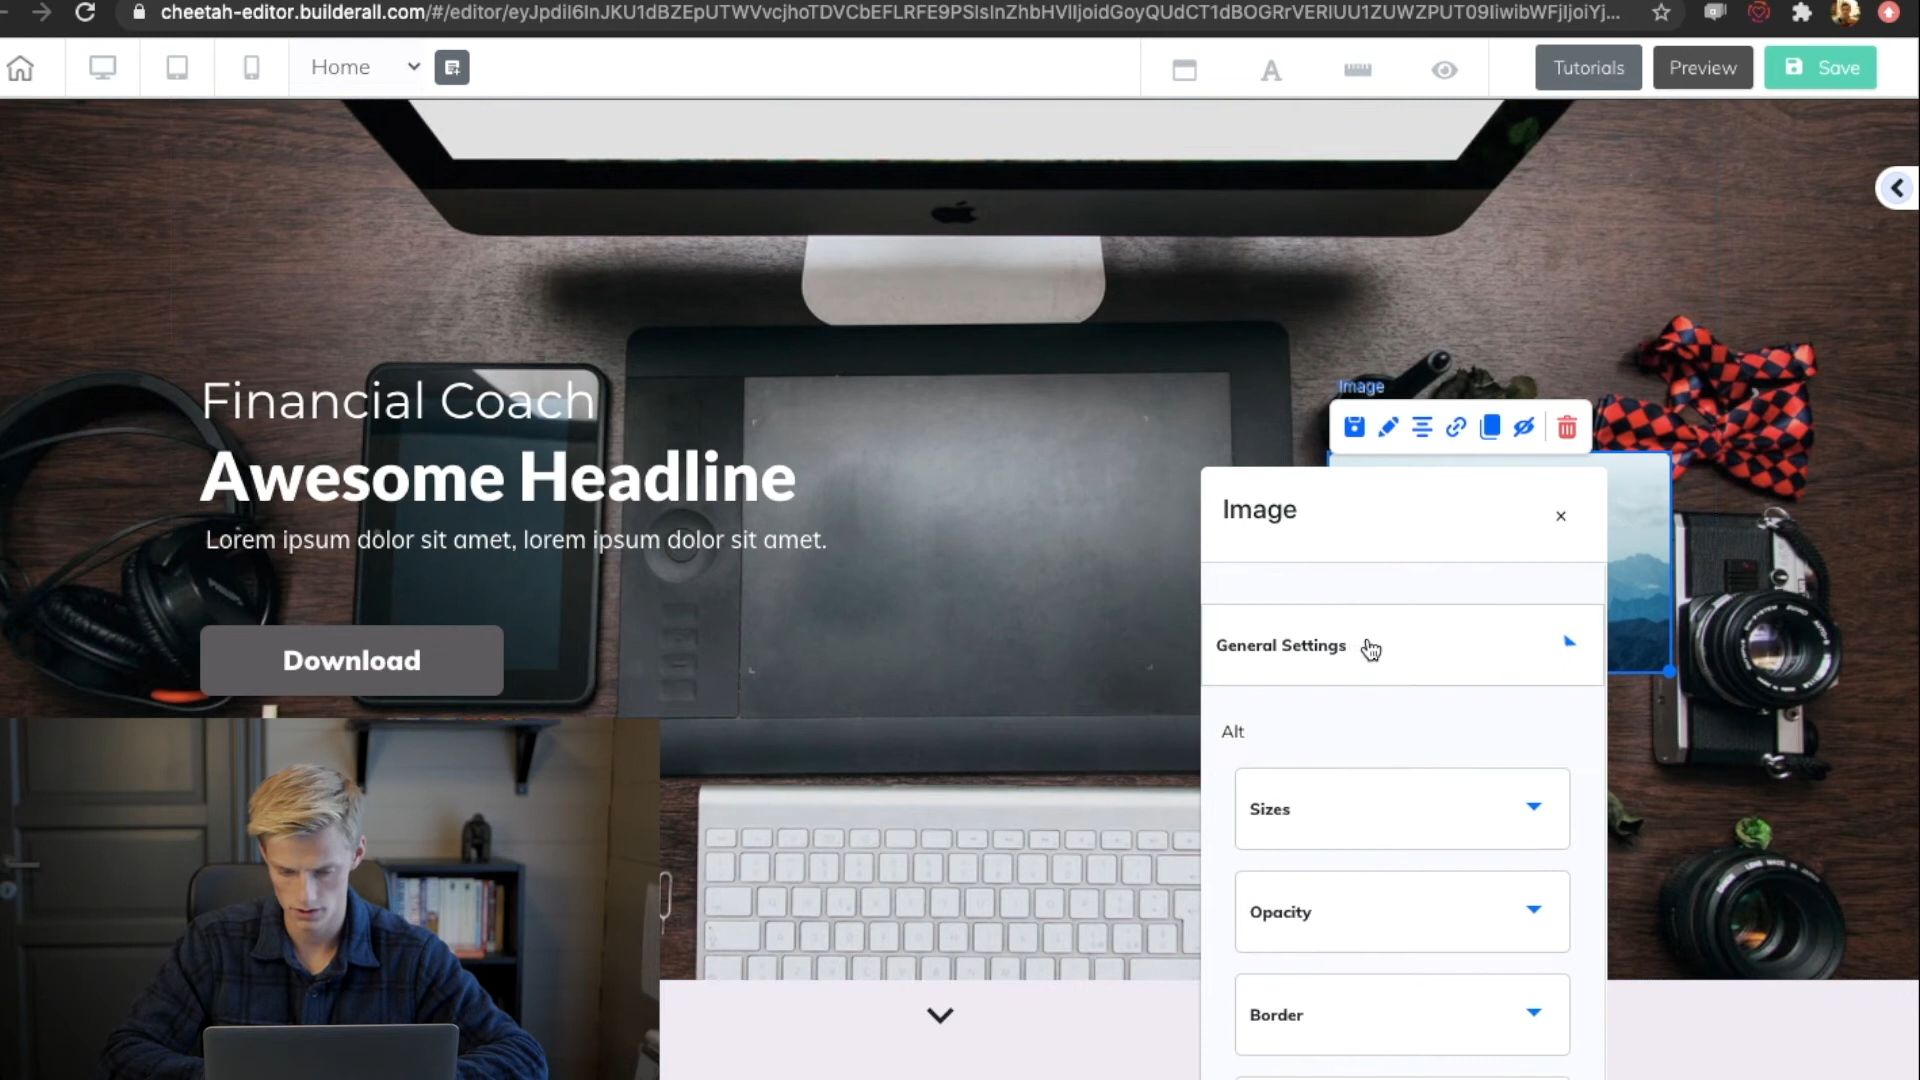 cheetah-editor.builderall.com/#/editor/
Home
Tutorials
Preview
Save
Financial Coach
Awesome Headline
Lorem ipsum dolor sit amet, lorem ipsum dolor sit amet.
Download
Image
Image
×
General Settings
Alt
Sizes
Opacity
Border